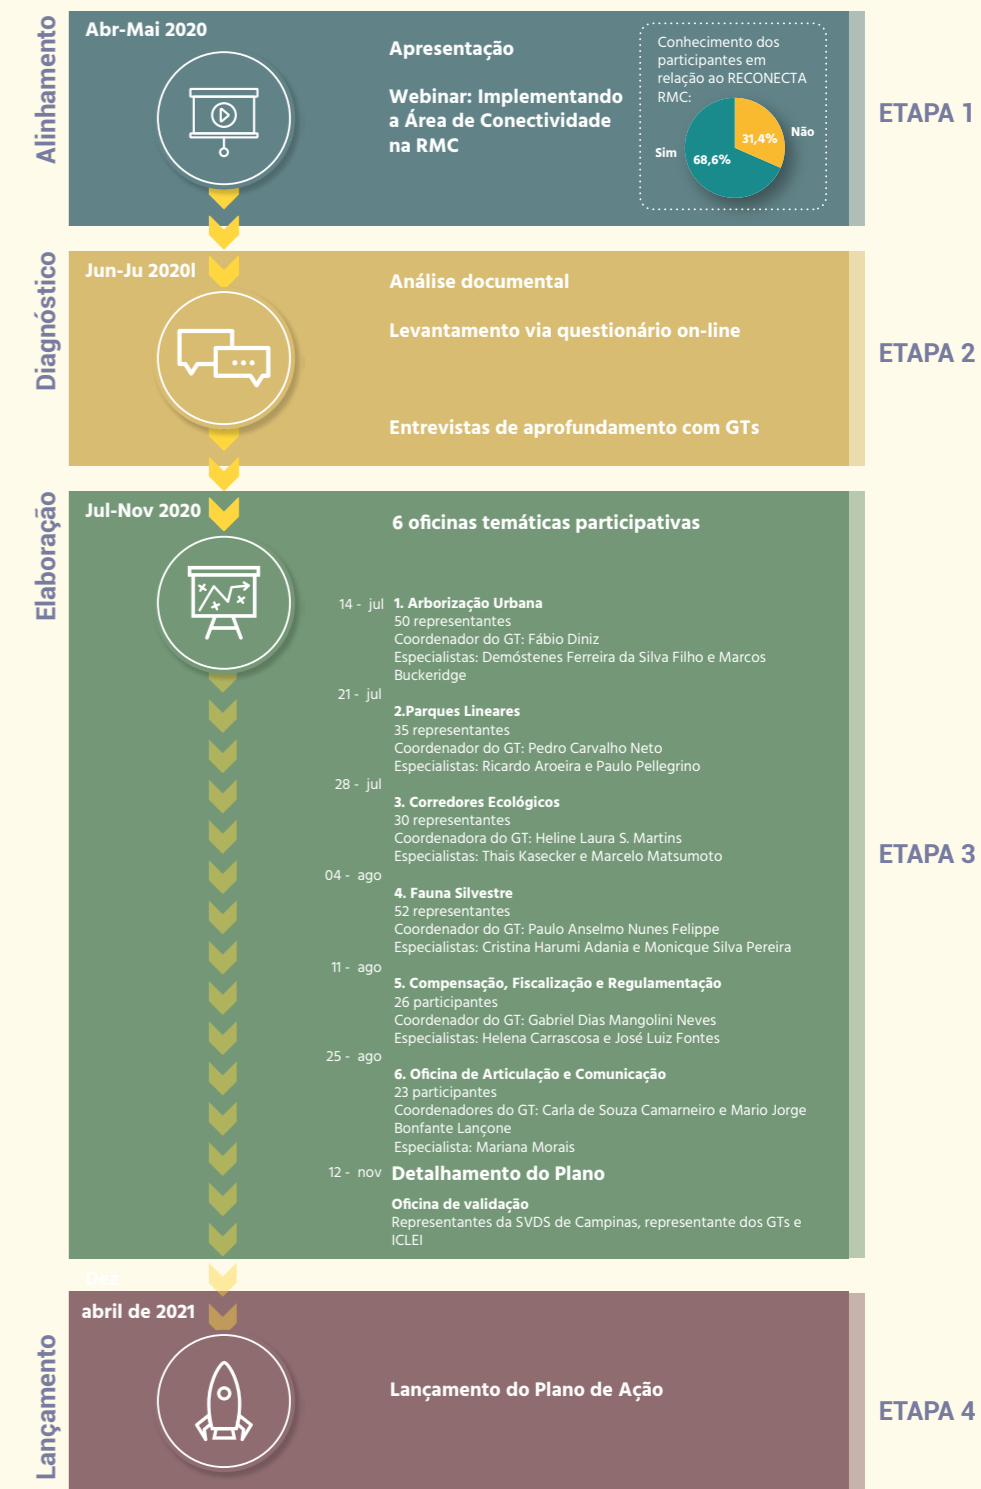 Alinhamento
Abr-Mai 2020
Apresentação
Webinar: Implementando
a Área de Conectividade
na RMC
Conhecimento dos
participantes em
relação ao RECONECTA
RMC:
Sim
68,6%
31,4%
Não
ETAPA 1
Diagnóstico
Jun-Ju 2020l
Análise documental
Levantamento via questionário on-line
Entrevistas de aprofundamento com GTs
ETAPA 2
Elaboração
Jul-Nov 2020
6 oficinas temáticas participativas
14 - jul
1. Arborização Urbana
50 representantes
Coordenador do GT: Fábio Diniz
Especialistas: Demóstenes Ferreira da Silva Filho e Marcos
Buckeridge
21 - jul
2.Parques Lineares
35 representantes
Coordenador do GT: Pedro Carvalho Neto
Especialistas: Ricardo Aroeira e Paulo Pellegrino
28 - jul
3. Corredores Ecológicos
30 representantes
Coordenadora do GT: Heline Laura S. Martins
Especialistas: Thais Kasecker e Marcelo Matsumoto
04 - ago
4. Fauna Silvestre
52 representantes
Coordenador do GT: Paulo Anselmo Nunes Felippe
Especialistas: Cristina Harumi Adania e Monicque Silva Pereira
11 - ago
5. Compensação, Fiscalização e Regulamentação
26 participantes
Coordenador do GT: Gabriel Dias Mangolini Neves
Especialistas: Helena Carrascosa e José Luiz Fontes
25 - ago
6. Oficina de Articulação e Comunicação
23 participantes
Coordenadores do GT: Carla de Souza Camarneiro e Mario Jorge
Bonfante Lançone
Especialista: Mariana Morais
12 - nov
Detalhamento do Plano
Oficina de validação
Representantes da SVDS de Campinas, representante dos GTs e
ICLEI
ETAPA 3
Dez
Lançamento
abril de 2021
Lançamento do Plano de Ação
ETAPA 4